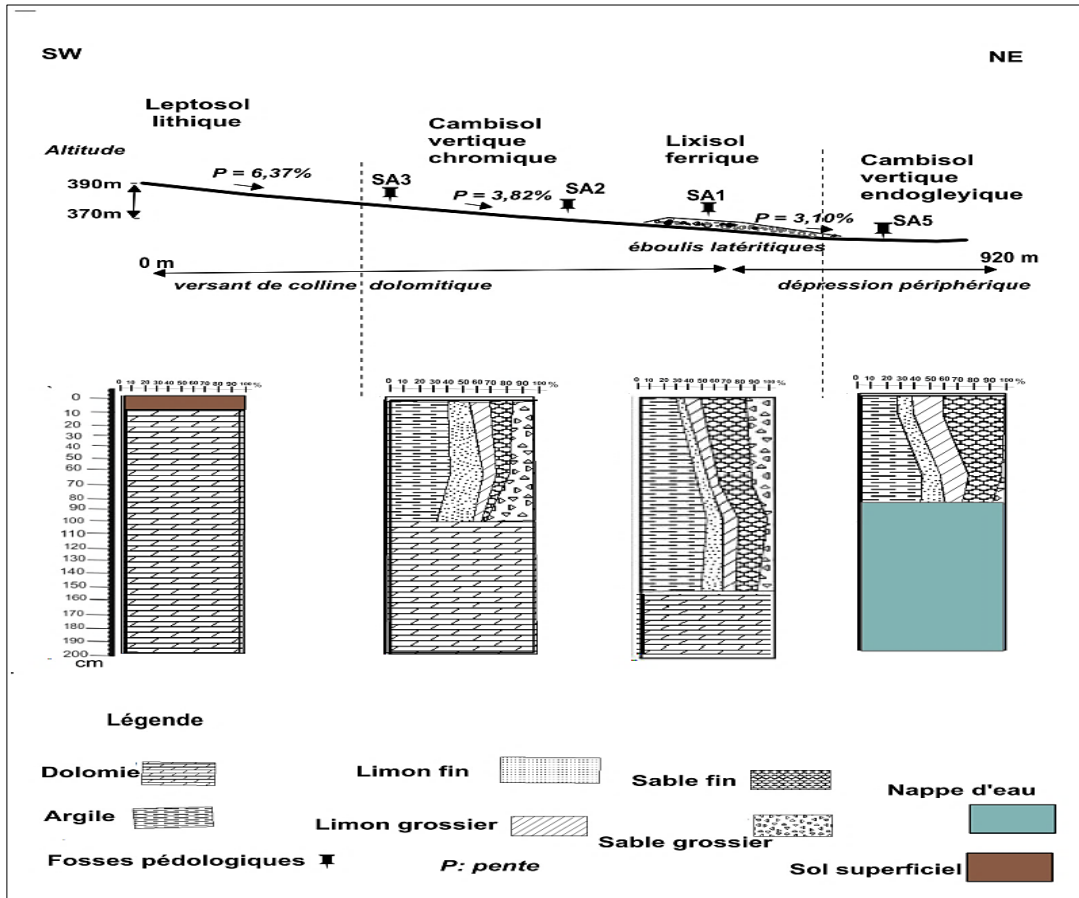 SW
NE
Leptosol
lithique
Cambisol
vertique
chromique
Lixisol
ferrique
Cambisol
vertique
endogleyique
Altitude
390m
370m
P = 6,37%
SA3
P = 3,82%
SA2
SA1
P = 3,10%
SA5
éboulis latéritiques
0 m
920 m
versant de colline dolomitique
dépression périphérique
0 10 20 30 40 50 60 70 80 90 100 %
0 10 20 30 40 50 60 70 80 90 100 %
0 10 20 30 40 50 60 70 80 90 100 %
0 10 20 30 40 50 60 70 80 90 100 %
0
10
20
30
40
50
60
70
80
90
100
110
120
130
140
150
160
170
180
190
200
cm
Légende
Dolomie
Limon fin
Sable fin
Nappe d'eau
Argile
Limon grossier
Sable grossier
Fosses pédologiques
P: pente
Sol superficiel